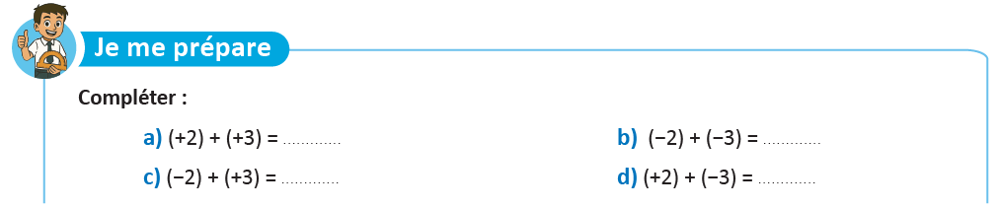 Je me prépare
Compléter :
a) (+2) + (+3) = .............
b) (−2) + (−3) = .............
c) (−2) + (+3) = .............
d) (+2) + (−3) = .............